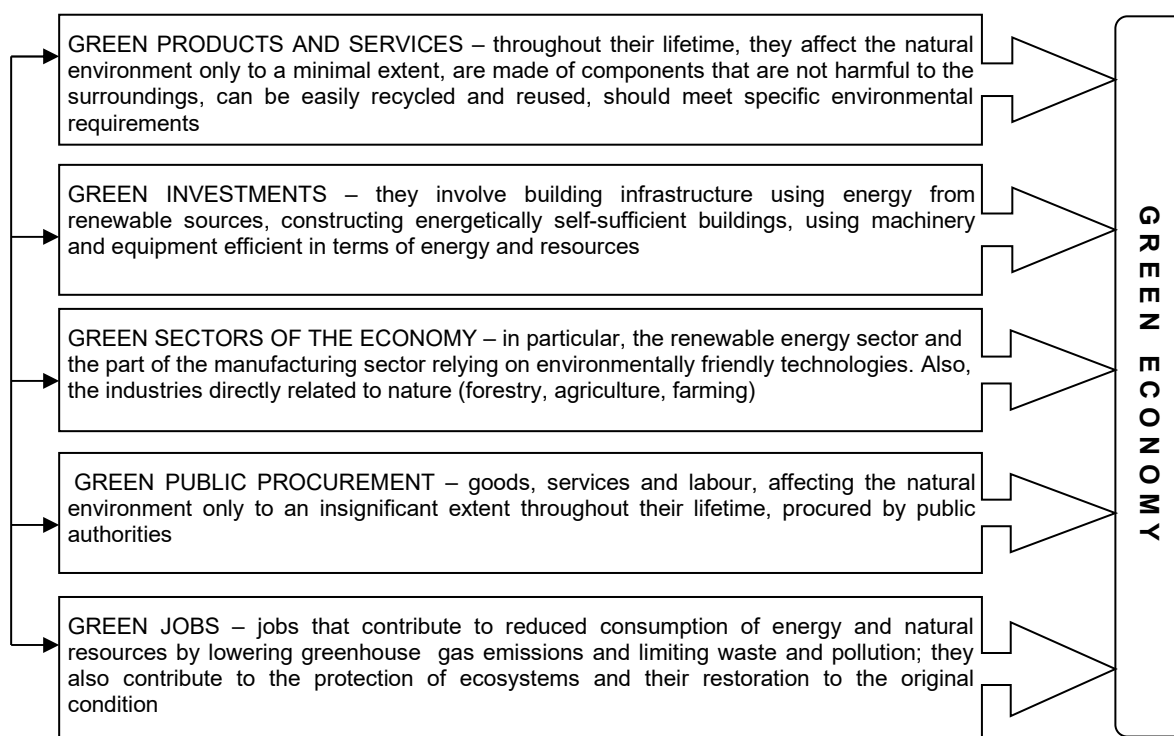 GREEN PRODUCTS AND SERVICES – throughout their lifetime, they affect the natural
environment only to a minimal extent, are made of components that are not harmful to the
surroundings, can be easily recycled and reused, should meet specific environmental
requirements
GREEN INVESTMENTS – they involve building infrastructure using energy from
renewable sources, constructing energetically self-sufficient buildings, using machinery
and equipment efficient in terms of energy and resources
GREEN SECTORS OF THE ECONOMY – in particular, the renewable energy sector and
the part of the manufacturing sector relying on environmentally friendly technologies. Also,
the industries directly related to nature (forestry, agriculture, farming)
GREEN PUBLIC PROCUREMENT – goods, services and labour, affecting the natural
environment only to an insignificant extent throughout their lifetime, procured by public
authorities
GREEN JOBS – jobs that contribute to reduced consumption of energy and natural
resources by lowering greenhouse gas emissions and limiting waste and pollution; they
also contribute to the protection of ecosystems and their restoration to the original
condition
GREEN ECONOMY